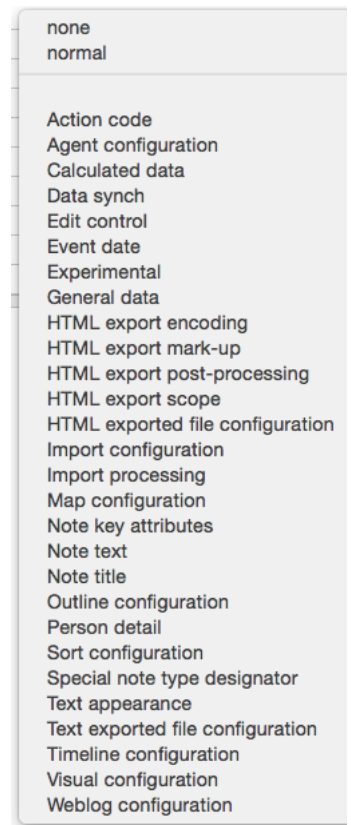 none
normal
Action code
Agent configuration
Calculated data
Data synch
Edit control
Event date
Experimental
General data
HTML export encoding
HTML export mark-up
HTML export post-processing
HTML export scope
HTML exported file configuration
Import configuration
Import processing
Map configuration
Note key attributes
Note text
Note title
Outline configuration
Person detail
Sort configuration
Special note type designator
Text appearance
Text exported file configuration
Timeline configuration
Visual configuration
Weblog configuration